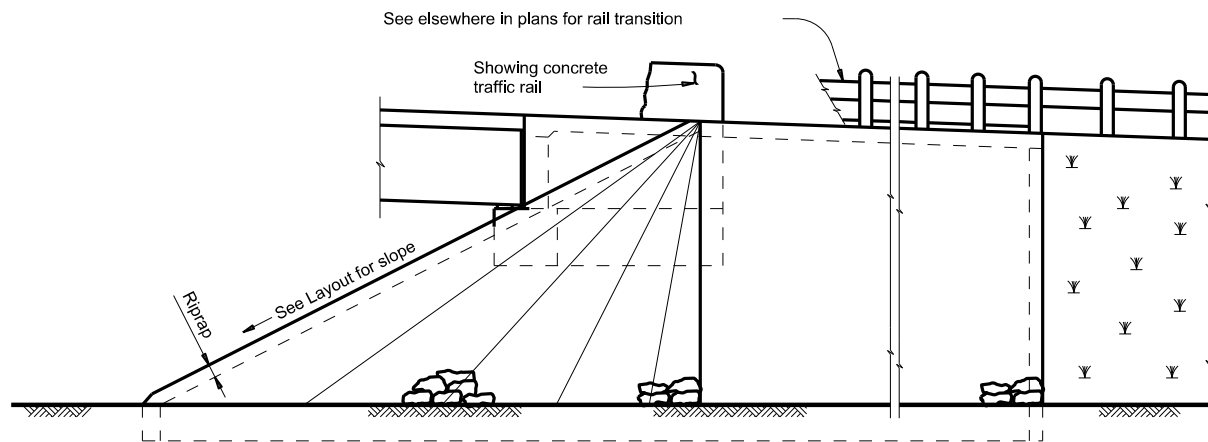 See elsewhere in plans for rail transition
Showing concrete
traffic rail
See Layout for slope
Riprap